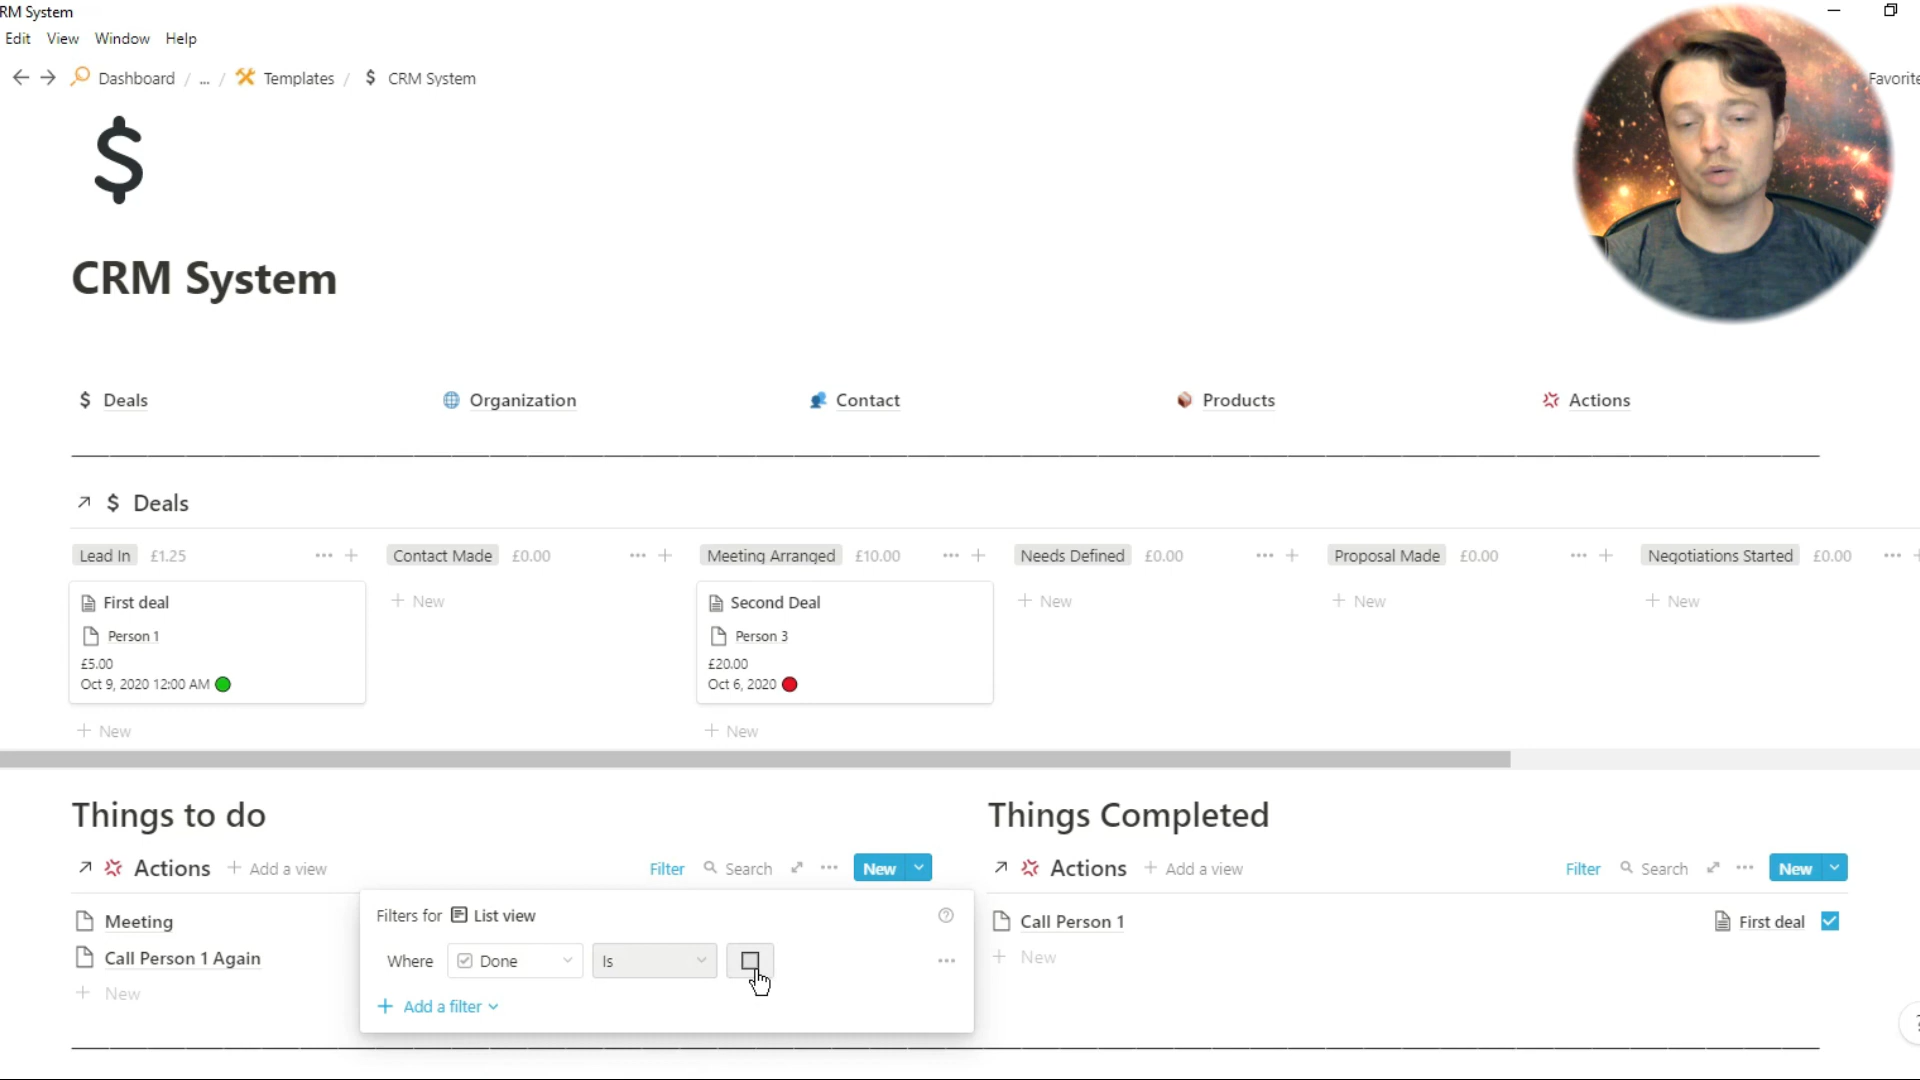 RM System
Edit View Window Help
Dashboard / ... / Templates / $ CRM System
Favorite
$
CRM System
$ Deals Organization Contact Products Actions
$ Deals
Lead In £1.25 Contact Made £0.00 Meeting Arranged £10.00 Needs Defined £0.00 Proposal Made £0.00 Negotiations Started £0.00
First deal + New Second Deal + New + New + New
Person 1 Person 3
£5.00 £20.00
Oct 9, 2020 12:00 AM Oct 6, 2020
+ New + New
Things to do Things Completed
Actions + Add a view Filter Search New Actions + Add a view Filter Search New
Meeting Filters for List view Call Person 1 First deal
Call Person 1 Again Where Done Is + New
+ New + Add a filter
?